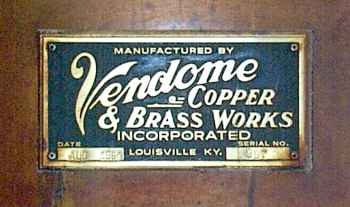 MANUFACTURED BY
Vendome
COPPER
& BRASS WORKS
INCORPORATED
DATE LOUISVILLE KY. SERIAL NO.